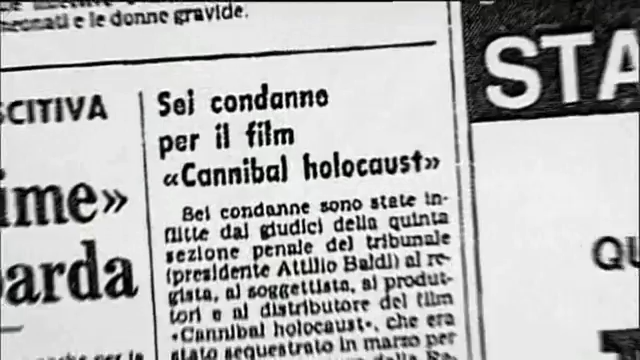 e le donne gravide.
SCITIVA
ime»
arda
Sei condanne
per il film
«Cannibal holocaust»
Sei condanne sono state in-
flitte dai giudici della quinta
sezione penale del tribunale
(presidente Attilio Baldi) al re-
gista, al soggettista, ai produt-
tori e al distributore del film
«Cannibal holocaust», che era
stato sequestrato in marzo per
STA
QU